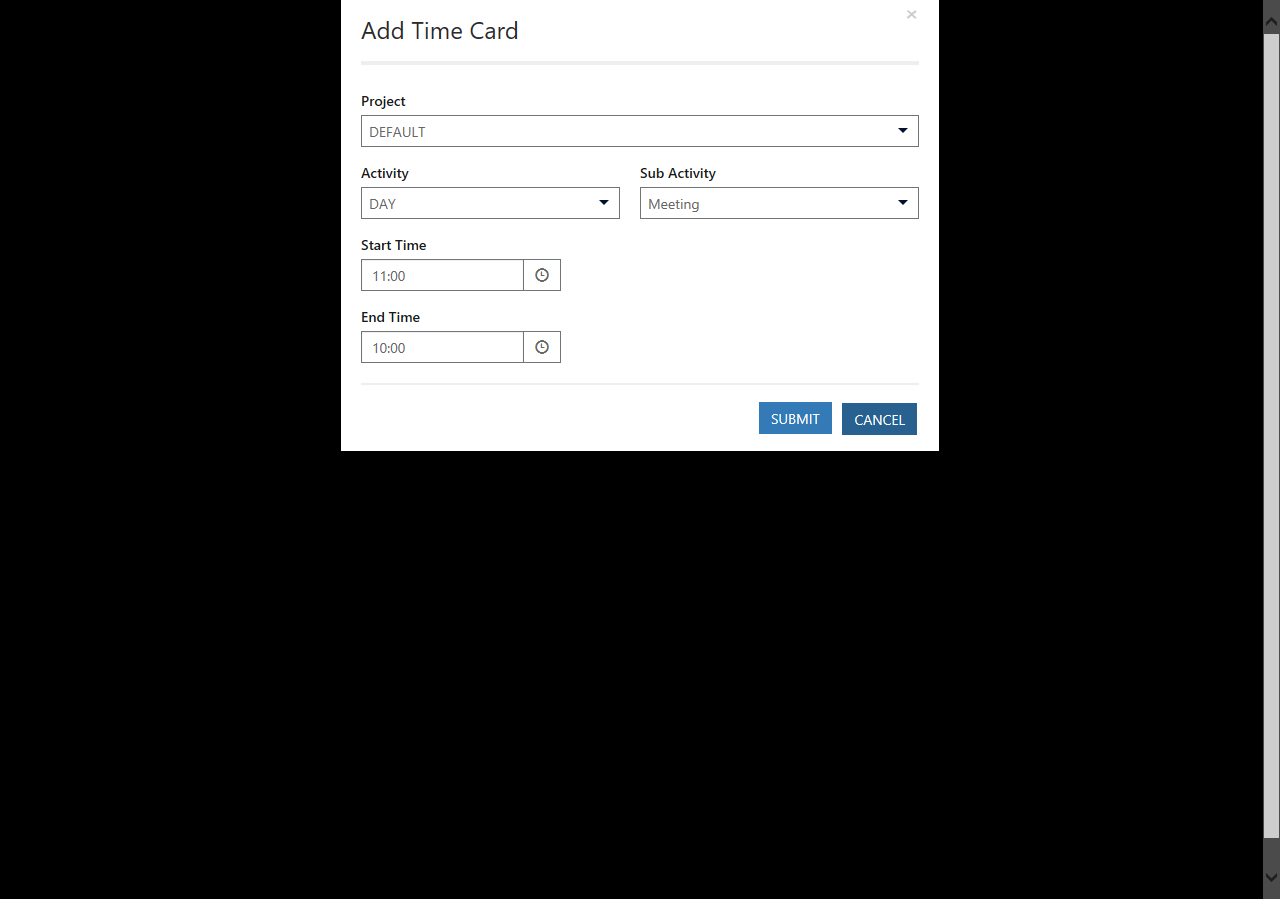 ×
Add Time Card
Project
DEFAULT
Activity Sub Activity
DAY Meeting
Start Time
11:00
End Time
10:00
SUBMIT CANCEL